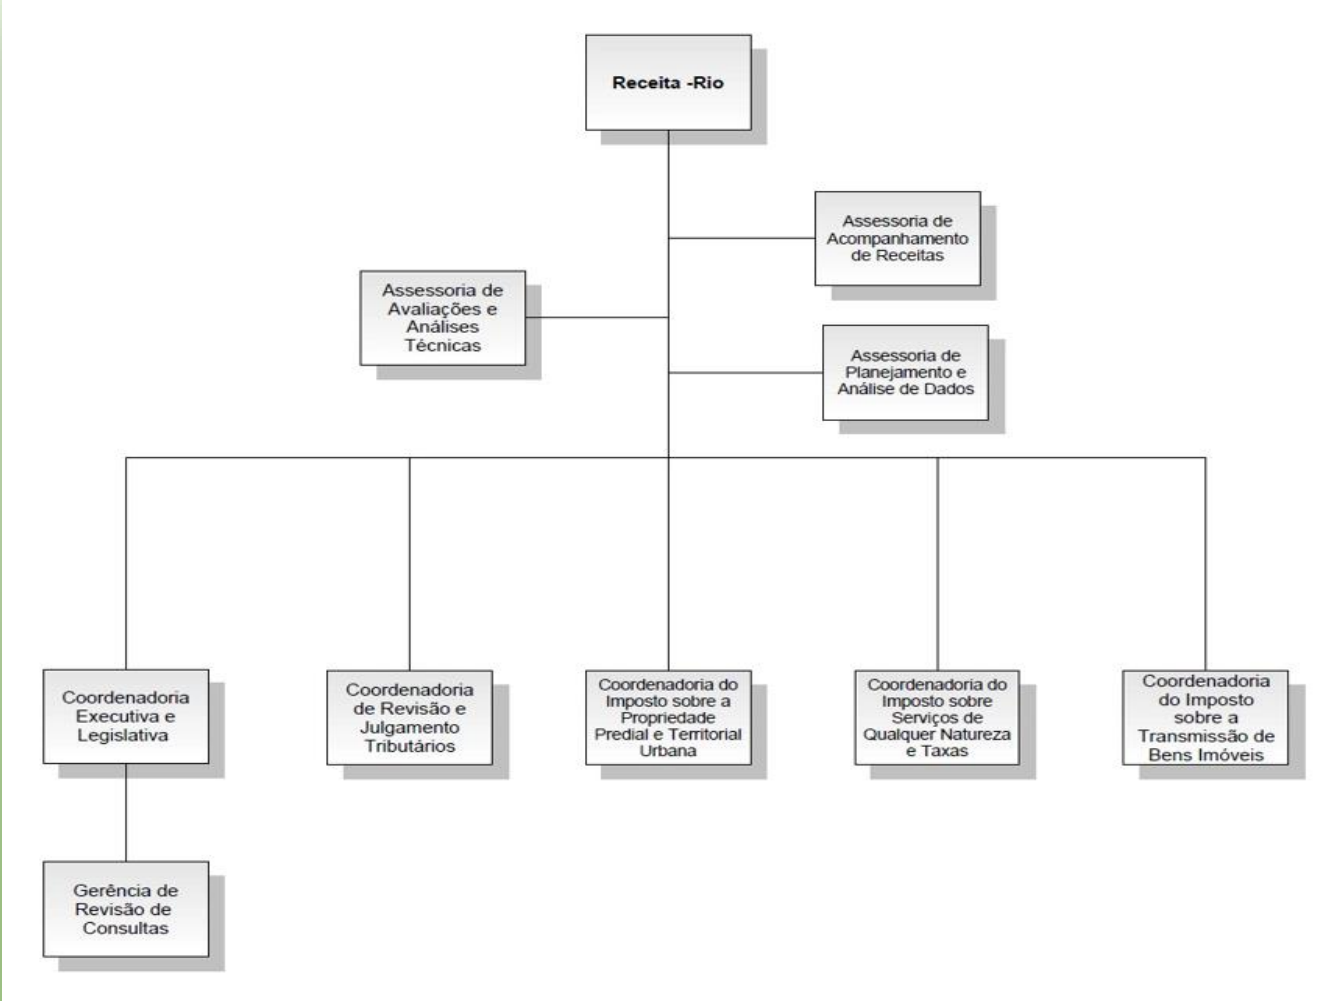 Receita -Rio
Assessoria de
Acompanhamento
de Receitas
Assessoria de
Avaliações e
Análises
Técnicas
Assessoria de
Planejamento e
Análise de Dados
Coordenadoria
Executiva e
Legislativa
Coordenadoria
de Revisão e
Julgamento
Tributários
Coordenadoria do
Imposto sobre a
Propriedade
Predial e Territorial
Urbana
Coordenadoria do
Imposto sobre
Serviços de
Qualquer Natureza
e Taxas
Coordenadoria
do Imposto
sobre a
Transmissão de
Bens Imóveis
Gerência de
Revisão de
Consultas